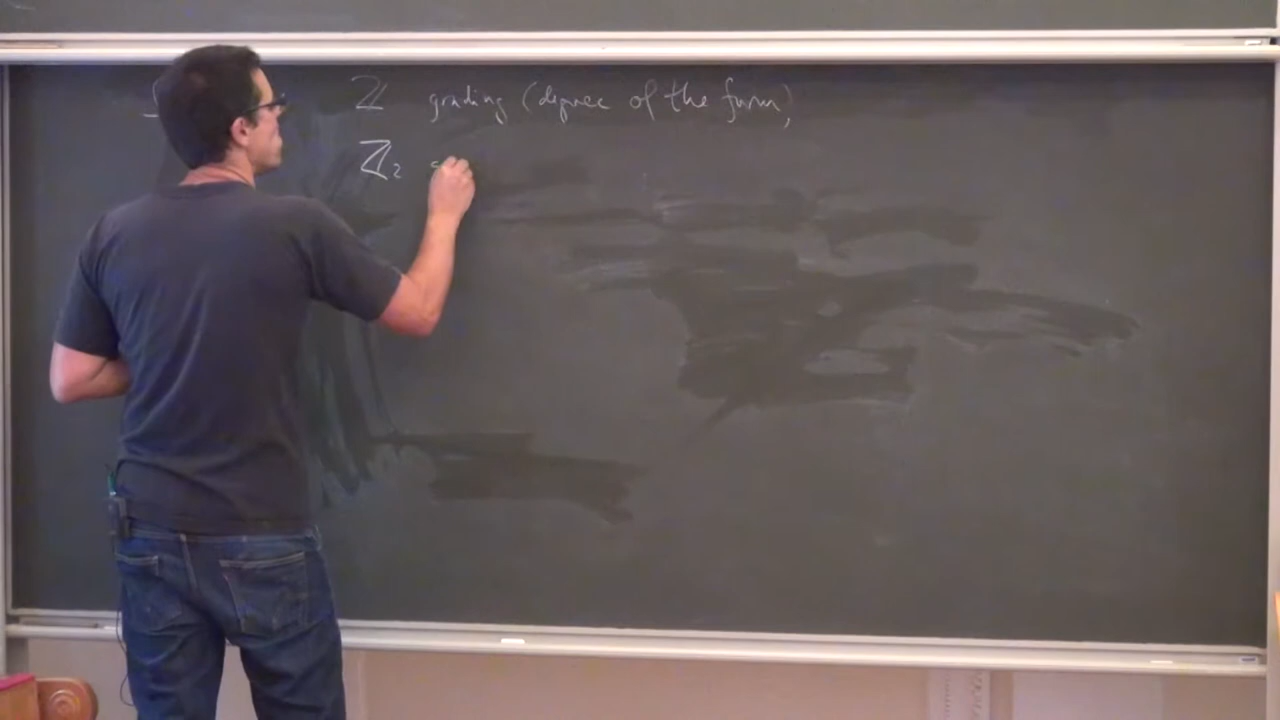 ℤ grading (degree of the form)
ℤ₂